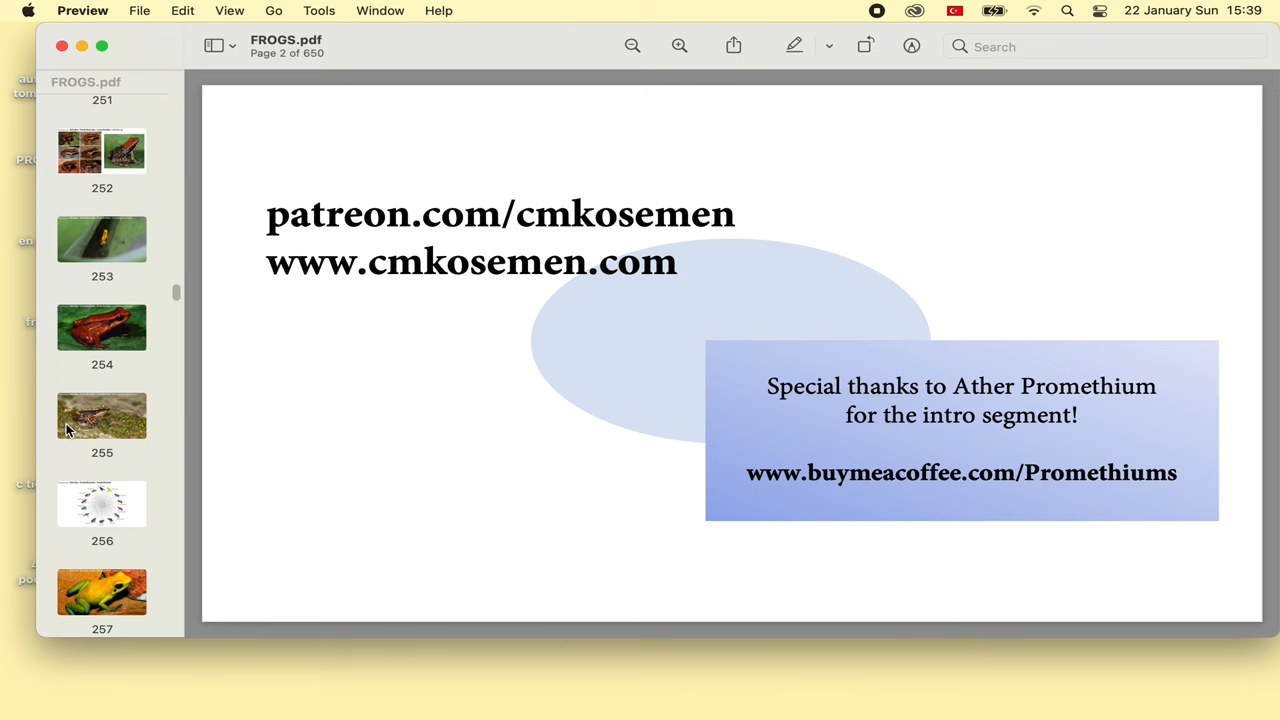 Preview File Edit View Go Tools Window Help 22 January Sun 15:39
FROGS.pdf
Page 2 of 650
Search
FROGS.pdf
251
252
253
254
255
256
257
patreon.com/cmkosemen
www.cmkosemen.com
Special thanks to Ather Promethium
for the intro segment!
www.buymeacoffee.com/Promethiums